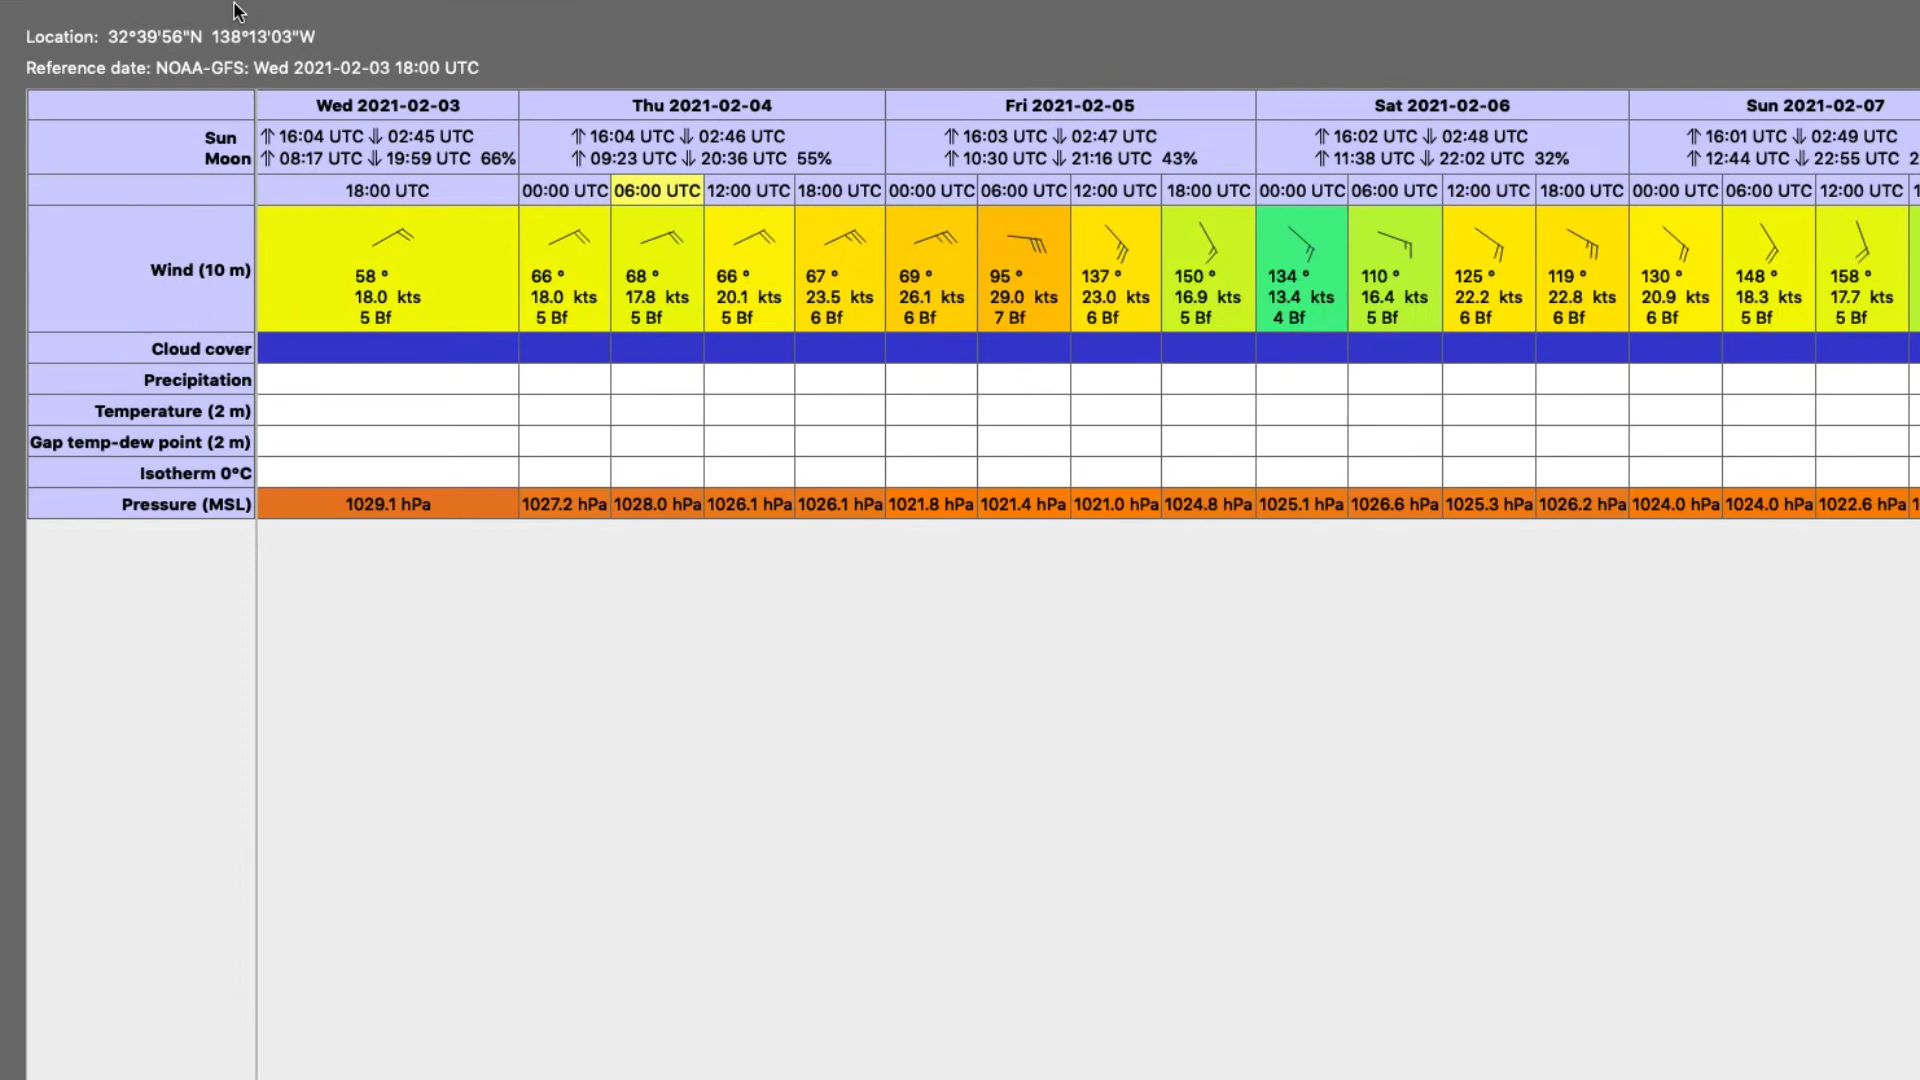 Location: 32°39'56"N 138°13'03"W
Reference date: NOAA-GFS: Wed 2021-02-03 18:00 UTC
Wed 2021-02-03 Thu 2021-02-04 Fri 2021-02-05 Sat 2021-02-06 Sun 2021-02-07
Sun ⇑ 16:04 UTC ⇓ 02:45 UTC ⇑ 16:04 UTC ⇓ 02:46 UTC ⇑ 16:03 UTC ⇓ 02:47 UTC ⇑ 16:02 UTC ⇓ 02:48 UTC ⇑ 16:01 UTC ⇓ 02:49 UTC
Moon ⇑ 08:17 UTC ⇓ 19:59 UTC 66% ⇑ 09:23 UTC ⇓ 20:36 UTC 55% ⇑ 10:30 UTC ⇓ 21:16 UTC 43% ⇑ 11:38 UTC ⇓ 22:02 UTC 32% ⇑ 12:44 UTC ⇓ 22:55 UTC 2
18:00 UTC 00:00 UTC 06:00 UTC 12:00 UTC 18:00 UTC 00:00 UTC 06:00 UTC 12:00 UTC 18:00 UTC 00:00 UTC 06:00 UTC 12:00 UTC 18:00 UTC 00:00 UTC 06:00 UTC 12:00 UTC 1
Wind (10 m)
58 ° 66 ° 68 ° 66 ° 67 ° 69 ° 95 ° 137 ° 150 ° 134 ° 110 ° 125 ° 119 ° 130 ° 148 ° 158 °
18.0 kts 18.0 kts 17.8 kts 20.1 kts 23.5 kts 26.1 kts 29.0 kts 23.0 kts 16.9 kts 13.4 kts 16.4 kts 22.2 kts 22.8 kts 20.9 kts 18.3 kts 17.7 kts
5 Bf 5 Bf 5 Bf 5 Bf 6 Bf 6 Bf 7 Bf 6 Bf 5 Bf 4 Bf 5 Bf 6 Bf 6 Bf 6 Bf 5 Bf 5 Bf
Cloud cover
Precipitation
Temperature (2 m)
Gap temp-dew point (2 m)
Isotherm 0°C
Pressure (MSL) 1029.1 hPa 1027.2 hPa 1028.0 hPa 1026.1 hPa 1026.1 hPa 1021.8 hPa 1021.4 hPa 1021.0 hPa 1024.8 hPa 1025.1 hPa 1026.6 hPa 1025.3 hPa 1026.2 hPa 1024.0 hPa 1024.0 hPa 1022.6 hPa 1